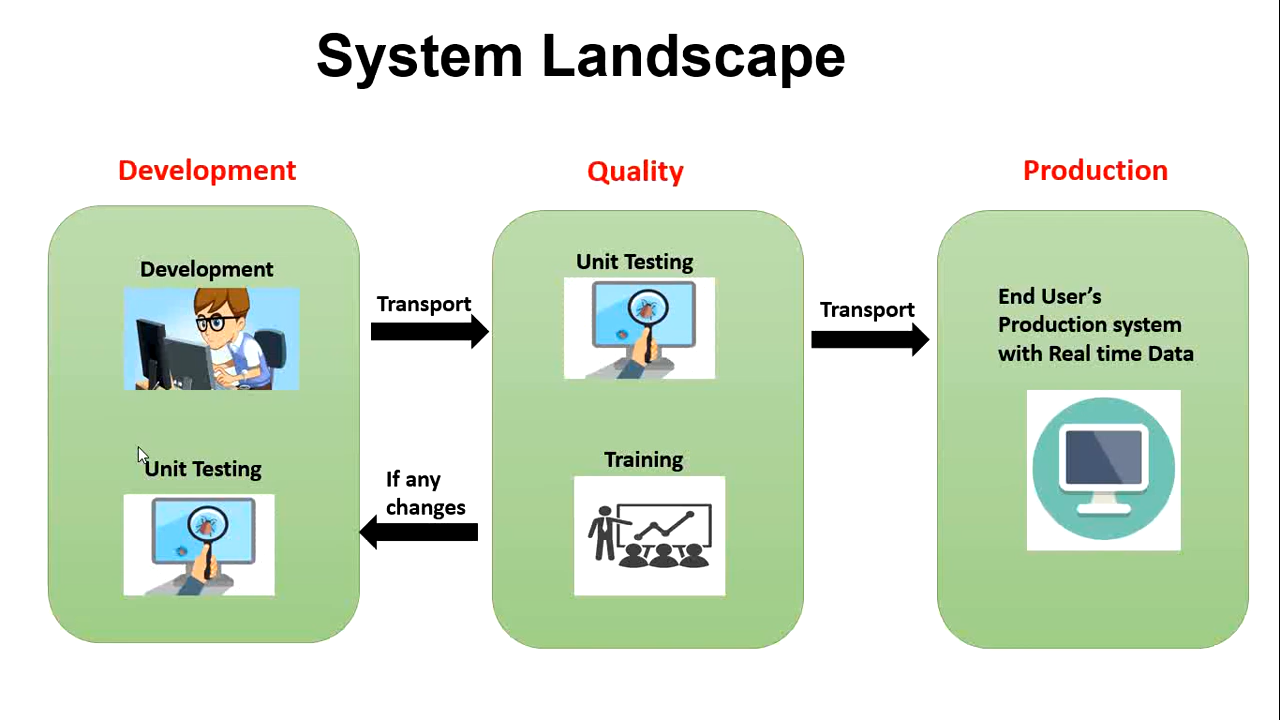 System Landscape
Development
Quality
Production
Development
Transport
Unit Testing
If any
changes
Unit Testing
Training
Transport
End User’s
Production system
with Real time Data